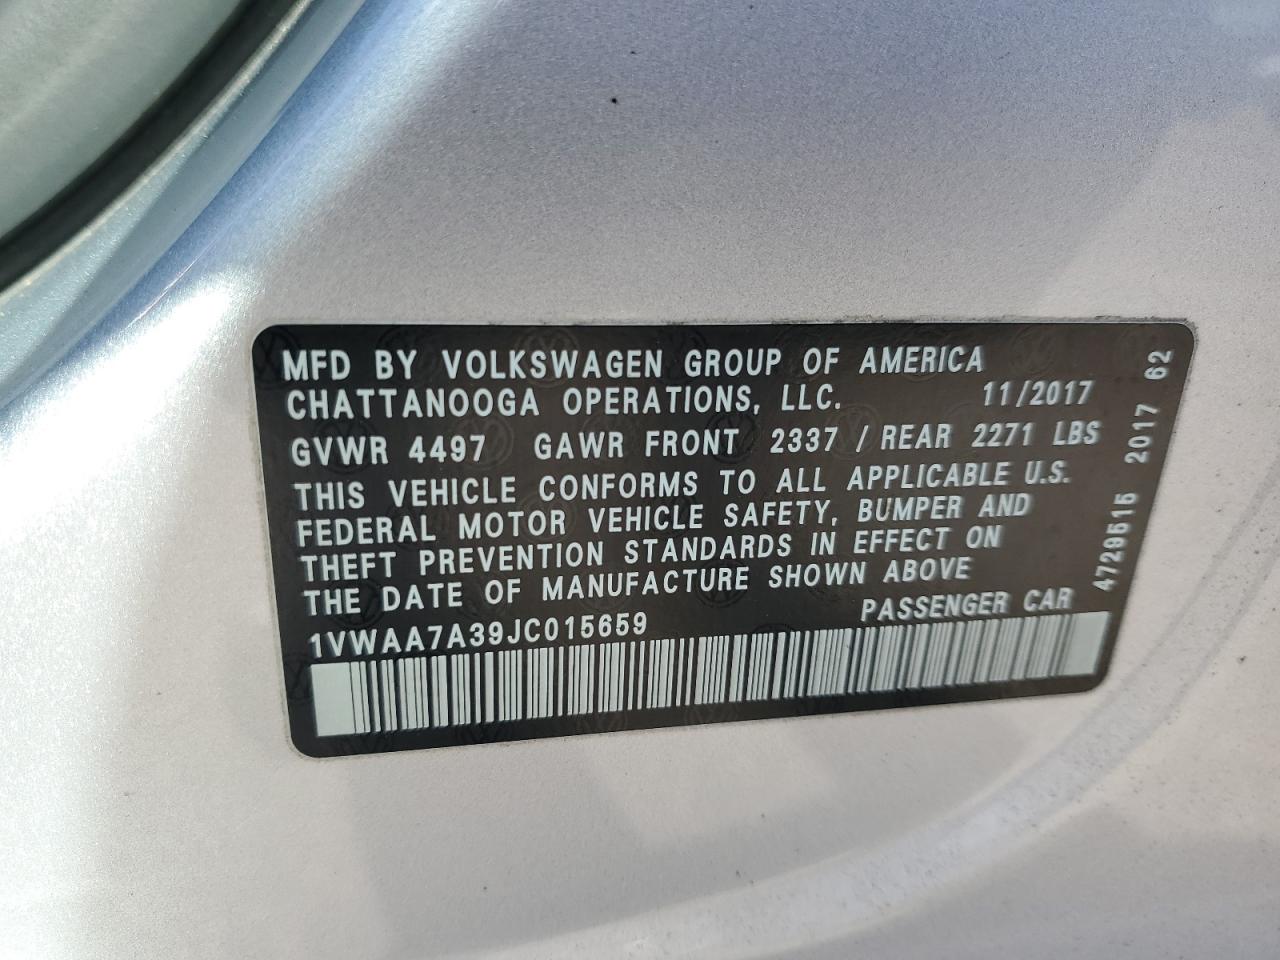 MFD BY VOLKSWAGEN GROUP OF AMERICA
CHATTANOOGA OPERATIONS, LLC. 11/2017
GVWR 4497 GAWR FRONT 2337 / REAR 2271 LBS
THIS VEHICLE CONFORMS TO ALL APPLICABLE U.S.
FEDERAL MOTOR VEHICLE SAFETY, BUMPER AND
THEFT PREVENTION STANDARDS IN EFFECT ON
THE DATE OF MANUFACTURE SHOWN ABOVE
1VWAA7A39JC015659 PASSENGER CAR
4729615 2017 62